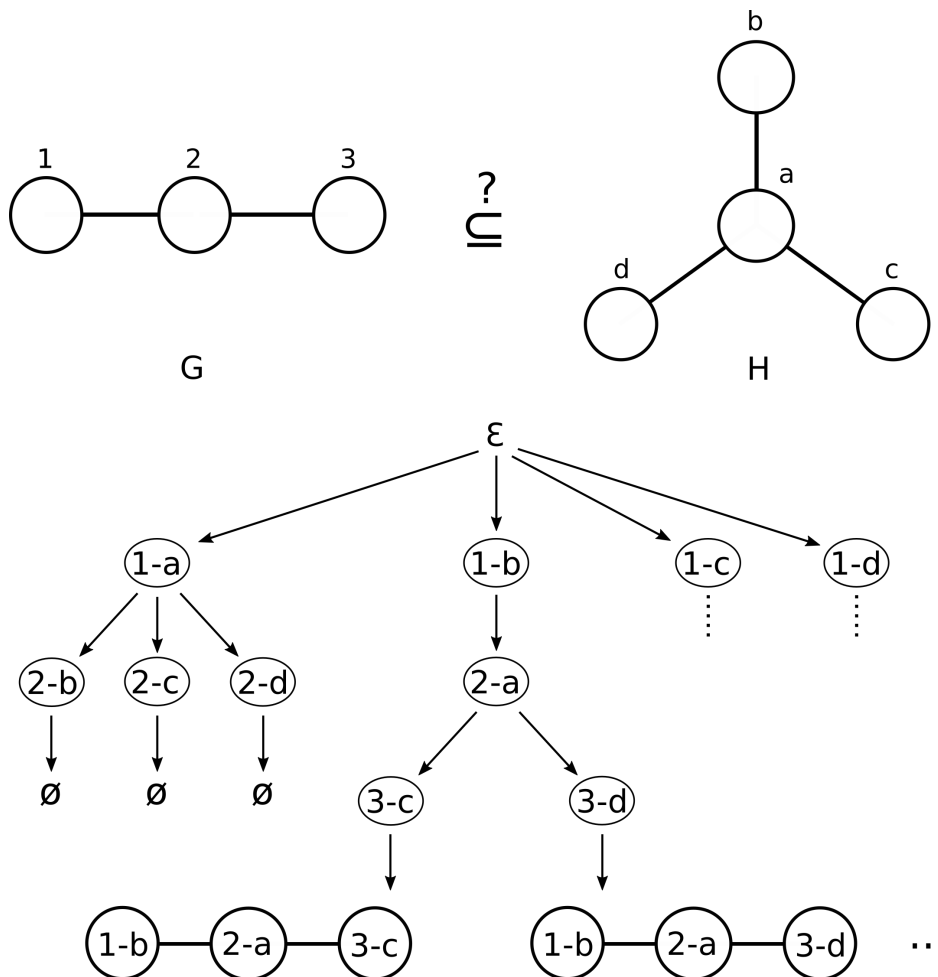 b
1 2 3
?
⊆
a
d c
G H
ε
1-a 1-b 1-c 1-d
2-b 2-c 2-d 2-a
ø ø ø
3-c 3-d
1-b 2-a 3-c 1-b 2-a 3-d ..